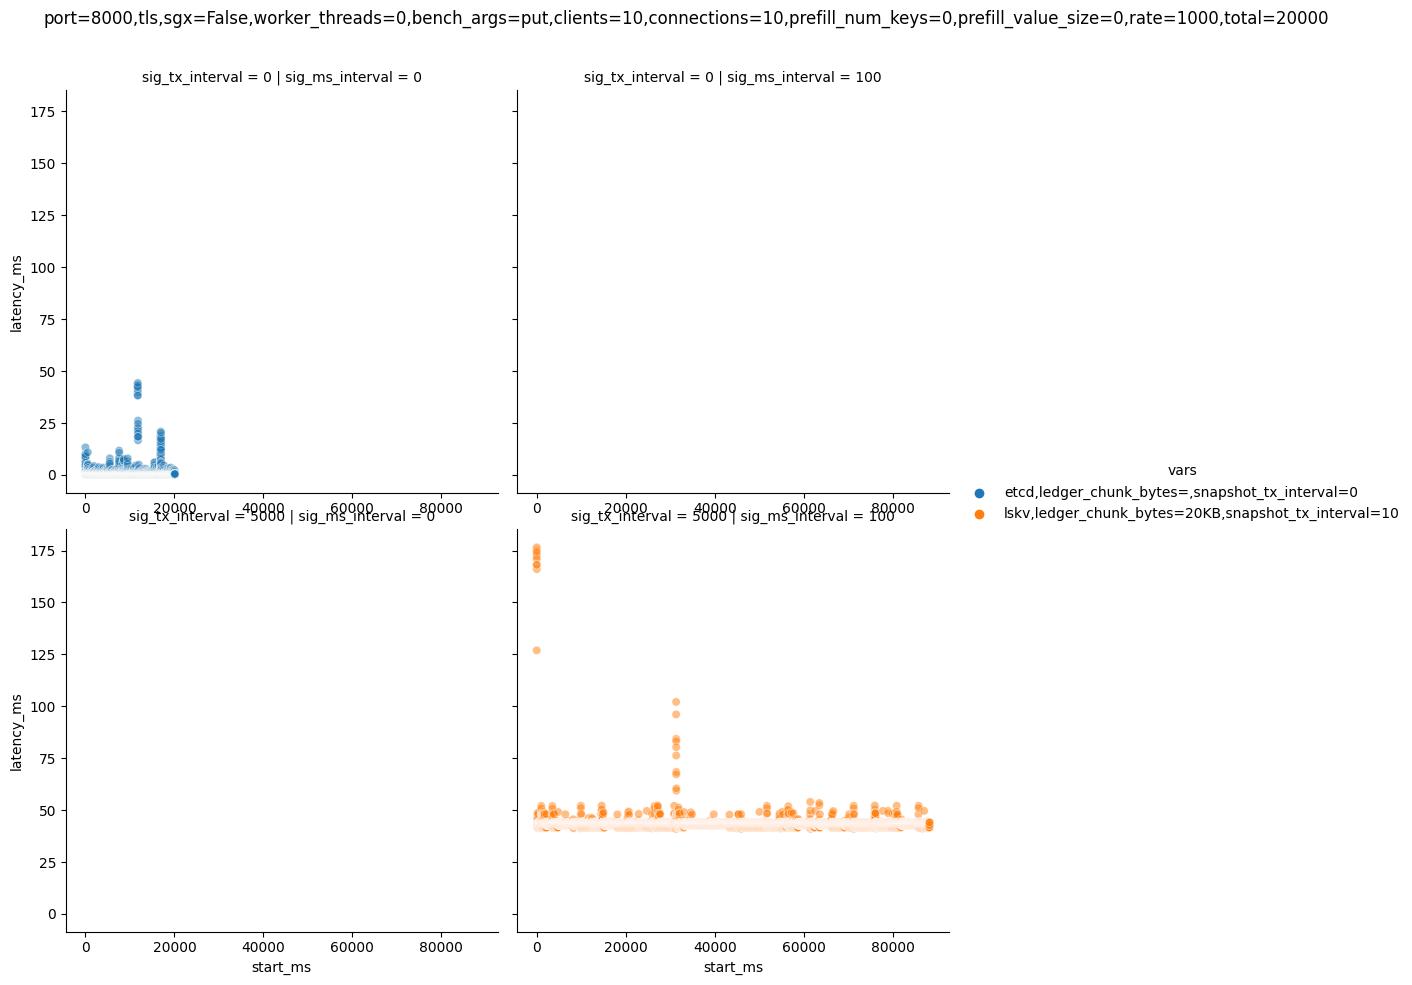 port=8000,tls,sgx=False,worker_threads=0,bench_args=put,clients=10,connections=10,prefill_num_keys=0,prefill_value_size=0,rate=1000,total=20000
sig_tx_interval = 0 | sig_ms_interval = 0
sig_tx_interval = 0 | sig_ms_interval = 100
175
150
125
100
75
50
25
0
latency_ms
0 20000 40000 60000 80000
0 20000 40000 60000 80000
vars
etcd,ledger_chunk_bytes=,snapshot_tx_interval=0
lskv,ledger_chunk_bytes=20KB,snapshot_tx_interval=10
sig_tx_interval = 5000 | sig_ms_interval = 0
sig_tx_interval = 5000 | sig_ms_interval = 100
175
150
125
100
75
50
25
0
latency_ms
0 20000 40000 60000 80000
start_ms
0 20000 40000 60000 80000
start_ms